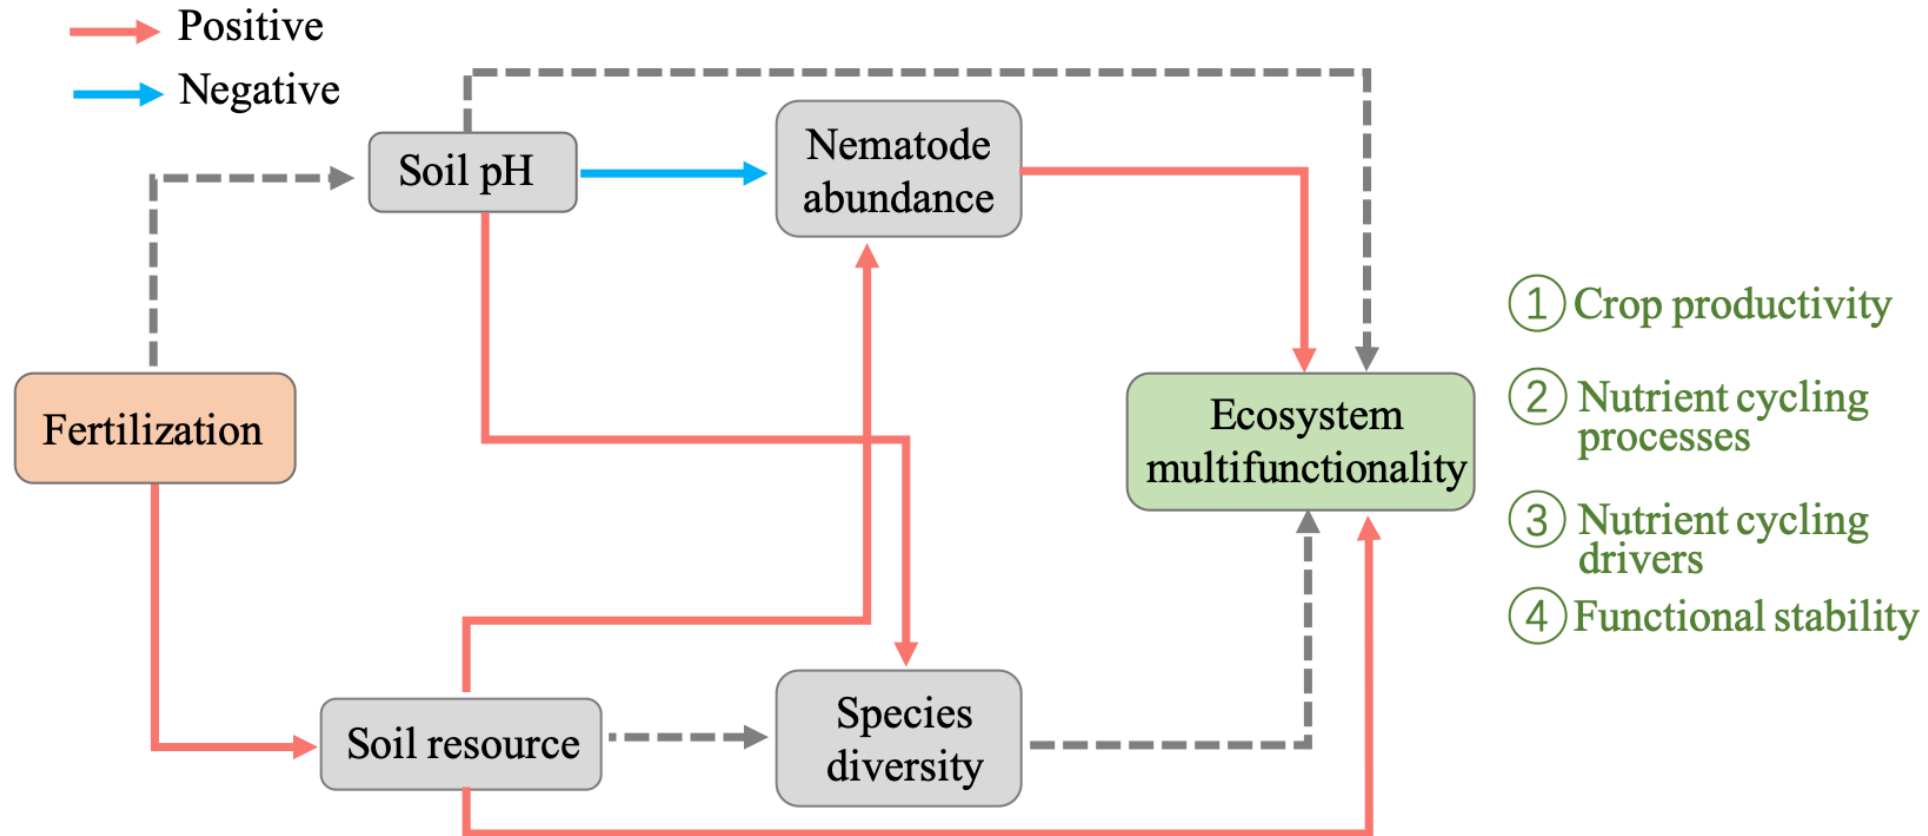 Positive
Negative
Soil pH
Nematode
abundance
Fertilization
Ecosystem
multifunctionality
Soil resource
Species
diversity
① Crop productivity
② Nutrient cycling
processes
③ Nutrient cycling
drivers
④ Functional stability